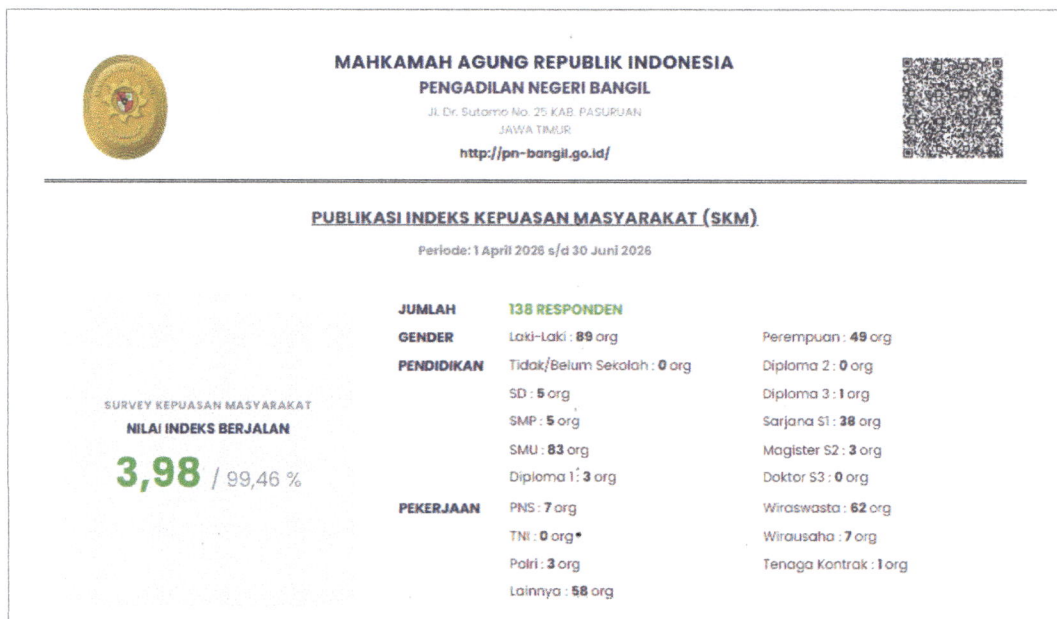 MAHKAMAH AGUNG REPUBLIK INDONESIA
PENGADILAN NEGERI BANGIL
Jl. Dr. Sutomo No. 25 KAB. PASURUAN
JAWA TIMUR
http://pn-bangil.go.id/
PUBLIKASI INDEKS KEPUASAN MASYARAKAT (SKM)
Periode: 1 April 2026 s/d 30 Juni 2026
SURVEY KEPUASAN MASYARAKAT
NILAI INDEKS BERJALAN
3,98 / 99,46 %
JUMLAH 138 RESPONDEN
GENDER Laki-Laki : 89 org Perempuan : 49 org
PENDIDIKAN Tidak/Belum Sekolah : 0 org Diploma 2 : 0 org
SD : 5 org Diploma 3 : 1 org
SMP : 5 org Sarjana S1 : 38 org
SMU : 83 org Magister S2 : 3 org
Diploma 1 : 3 org Doktor S3 : 0 org
PEKERJAAN PNS : 7 org Wiraswasta : 62 org
TNI : 0 org Wirausaha : 7 org
Polri : 3 org Tenaga Kontrak : 1 org
Lainnya : 58 org